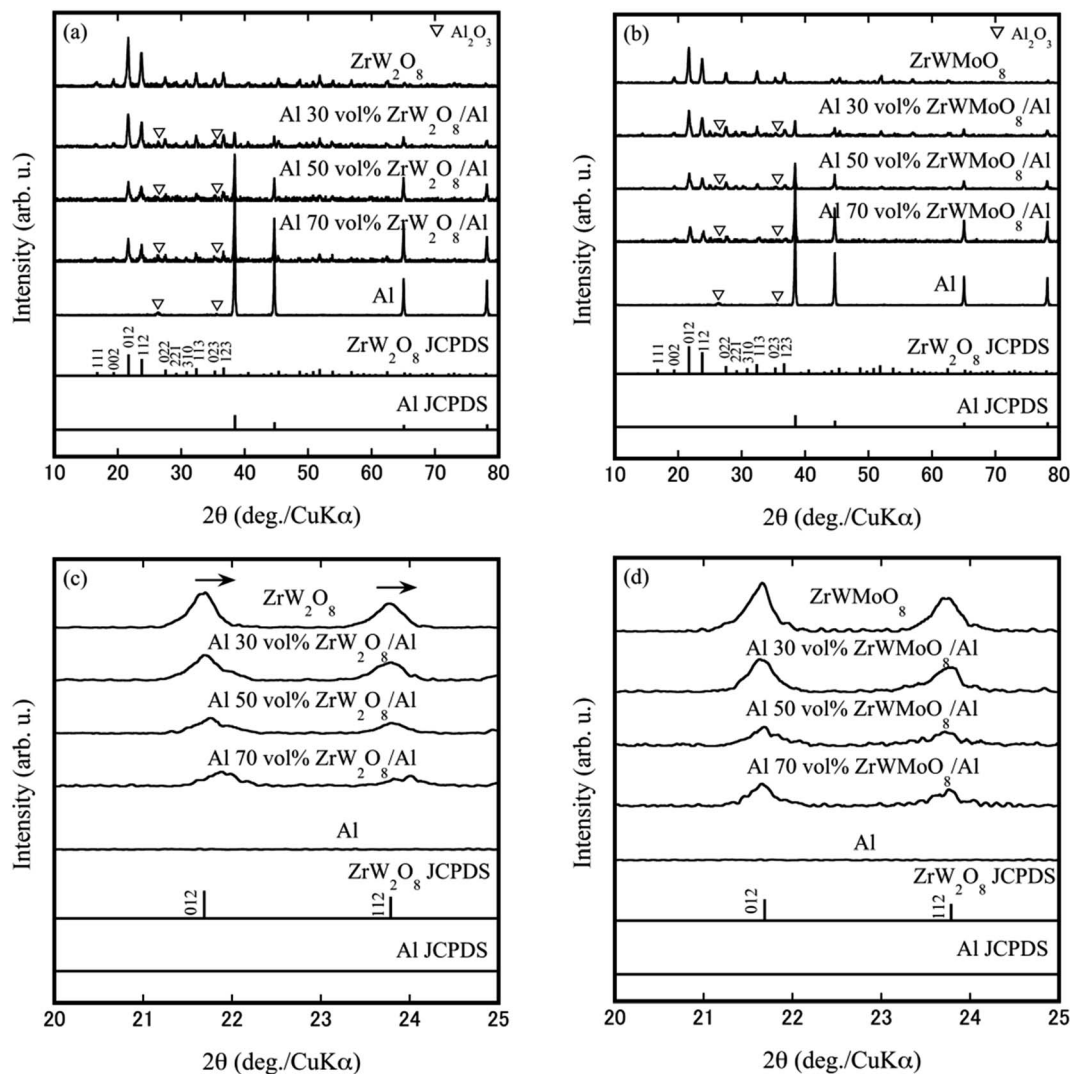 (a)
▽ Al2O3
ZrW2O8
Al 30 vol% ZrW2O8/Al
Al 50 vol% ZrW2O8/Al
Al 70 vol% ZrW2O8/Al
Al
ZrW2O8 JCPDS
111
002
012
112
022
221
310
113
023
123
Al JCPDS
Intensity (arb. u.)
10 20 30 40 50 60 70 80
2θ (deg./CuKα)
(b)
▽ Al2O3
ZrWMoO8
Al 30 vol% ZrWMoO8/Al
Al 50 vol% ZrWMoO8/Al
Al 70 vol% ZrWMoO8/Al
Al
ZrW2O8 JCPDS
111
002
012
112
022
221
310
113
023
123
Al JCPDS
Intensity (arb. u.)
10 20 30 40 50 60 70 80
2θ (deg./CuKα)
(c)
ZrW2O8
Al 30 vol% ZrW2O8/Al
Al 50 vol% ZrW2O8/Al
Al 70 vol% ZrW2O8/Al
Al
ZrW2O8 JCPDS
012
112
Al JCPDS
Intensity (arb. u.)
20 21 22 23 24 25
2θ (deg./CuKα)
(d)
ZrWMoO8
Al 30 vol% ZrWMoO8/Al
Al 50 vol% ZrWMoO8/Al
Al 70 vol% ZrWMoO8/Al
Al
ZrW2O8 JCPDS
012
112
Al JCPDS
Intensity (arb. u.)
20 21 22 23 24 25
2θ (deg./CuKα)